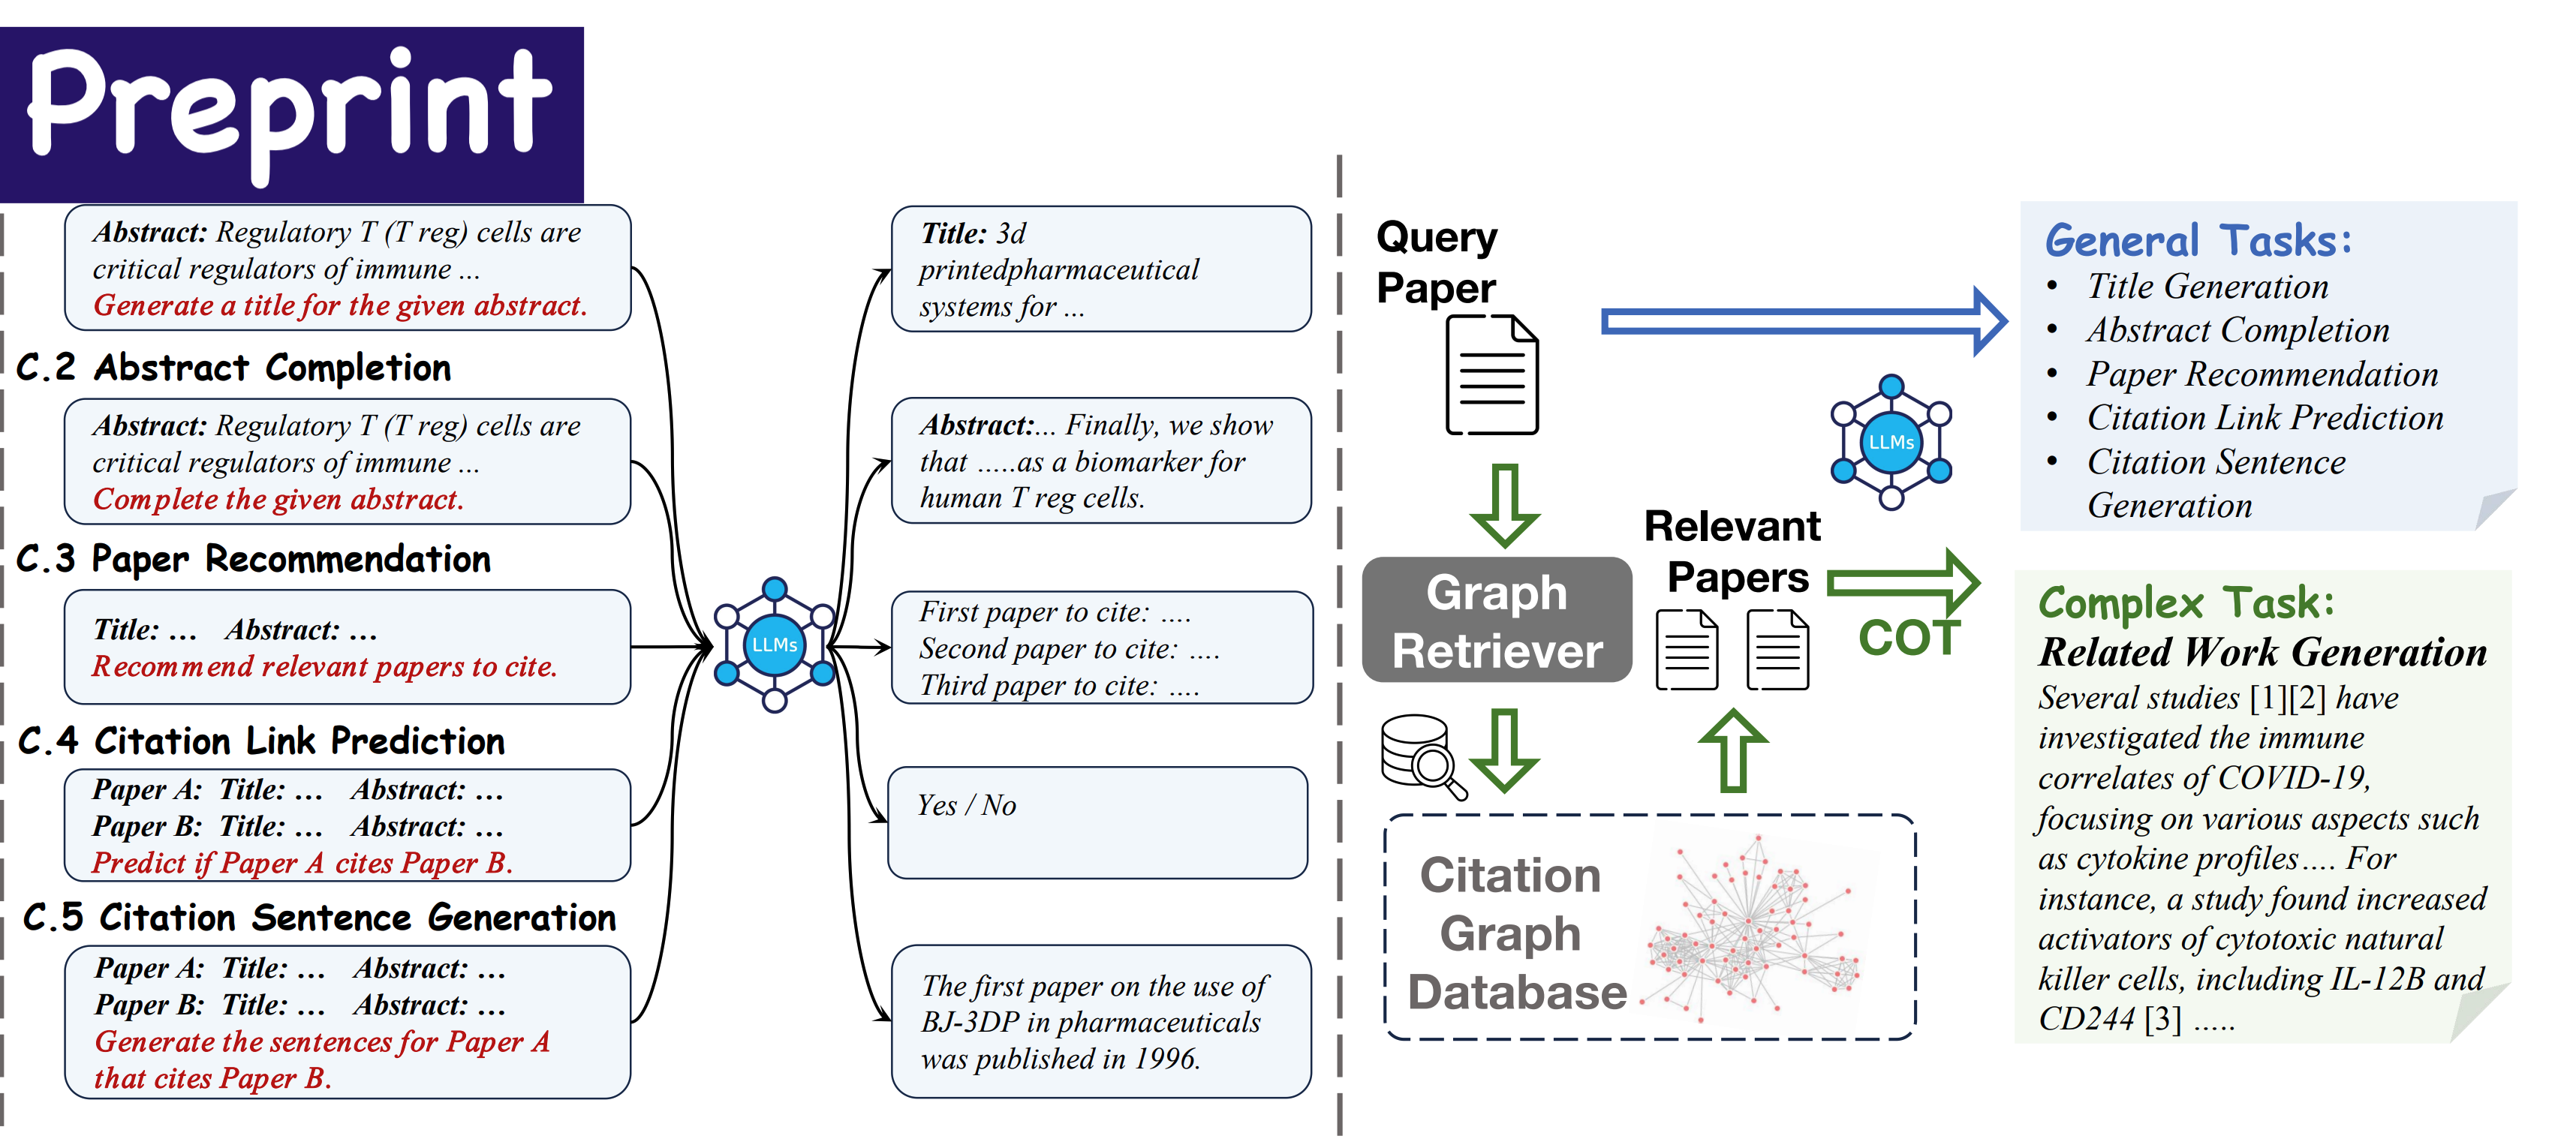 Preprint
Abstract: Regulatory T (T reg) cells are
critical regulators of immune ...
Generate a title for the given abstract.
C.2 Abstract Completion
Abstract: Regulatory T (T reg) cells are
critical regulators of immune ...
Complete the given abstract.
C.3 Paper Recommendation
Title: ... Abstract: ...
Recommend relevant papers to cite.
C.4 Citation Link Prediction
Paper A: Title: ... Abstract: ...
Paper B: Title: ... Abstract: ...
Predict if Paper A cites Paper B.
C.5 Citation Sentence Generation
Paper A: Title: ... Abstract: ...
Paper B: Title: ... Abstract: ...
Generate the sentences for Paper A
that cites Paper B.
LLMs
Title: 3d
printedpharmaceutical
systems for ...
Abstract:... Finally, we show
that .....as a biomarker for
human T reg cells.
First paper to cite: ....
Second paper to cite: ....
Third paper to cite: ....
Yes / No
The first paper on the use of
BJ-3DP in pharmaceuticals
was published in 1996.
Query
Paper
Graph
Retriever
Relevant
Papers
Citation
Graph
Database
LLMs
COT
General Tasks:
• Title Generation
• Abstract Completion
• Paper Recommendation
• Citation Link Prediction
• Citation Sentence
Generation
Complex Task:
Related Work Generation
Several studies [1][2] have
investigated the immune
correlates of COVID-19,
focusing on various aspects such
as cytokine profiles.... For
instance, a study found increased
activators of cytotoxic natural
killer cells, including IL-12B and
CD244 [3] .....